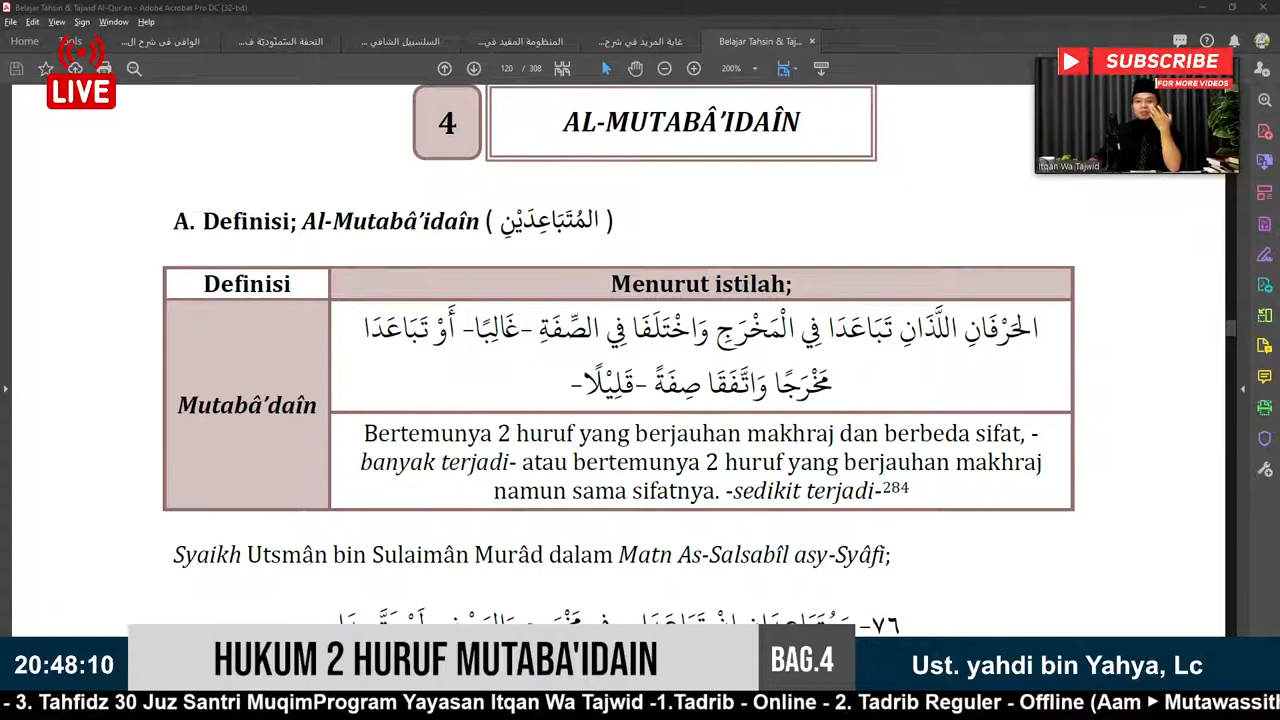 Belajar Tahsin & Tajwid Al-Qur'an - Adobe Acrobat Pro DC (32-bit)
File Edit View Sign Window Help
Home Tools الوافي في شرح ال... التحفة السمنودية ف... السلسبيل الشافي ... المنظومة المفيد في... غاية المريد في شرح... Belajar Tahsin & Taj... ×
120 / 308 200%
LIVE
SUBSCRIBE
FOR MORE VIDEOS
Itqan Wa Tajwid
4
AL-MUTABÂ’IDAÎN
A. Definisi; Al-Mutabâ’idaîn ( المُتَبَاعِدَيْنِ )
Definisi
Menurut istilah;
الحَرْفَانِ اللَّذَانِ تَبَاعَدَا فِي الْمَخْرَجِ وَاخْتَلَفَا فِي الصِّفَةِ -غَالِبًا- أَوْ تَبَاعَدَا
مَخْرَجًا وَاتَّفَقَا صِفَةً -قَلِيْلًا-
Mutabâ’daîn
Bertemunya 2 huruf yang berjauhan makhraj dan berbeda sifat, -
banyak terjadi- atau bertemunya 2 huruf yang berjauhan makhraj
namun sama sifatnya. -sedikit terjadi-284
Syaikh Utsmân bin Sulaimân Murâd dalam Matn As-Salsabîl asy-Syâfi;
٧٦-
20:48:10
HUKUM 2 HURUF MUTABA'IDAIN
BAG.4
Ust. yahdi bin Yahya, Lc
- 3. Tahfidz 30 Juz Santri MuqimProgram Yayasan Itqan Wa Tajwid -1.Tadrib - Online - 2. Tadrib Reguler - Offline (Aam ▸ Mutawassith